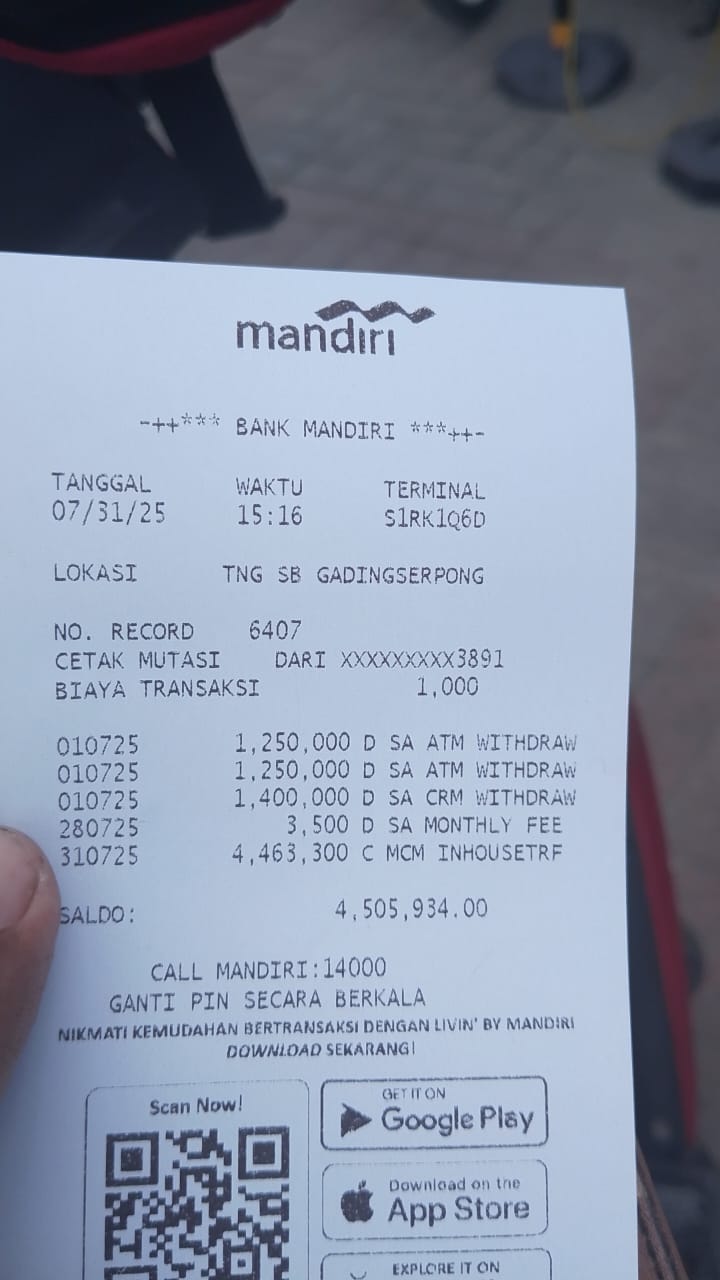 mandiri
-++*** BANK MANDIRI ***++-
TANGGAL WAKTU TERMINAL
07/31/25 15:16 S1RK1Q6D
LOKASI TNG SB GADINGSERPONG
NO. RECORD 6407
CETAK MUTASI DARI XXXXXXXXX3891
BIAYA TRANSAKSI 1,000
010725 1,250,000 D SA ATM WITHDRAW
010725 1,250,000 D SA ATM WITHDRAW
010725 1,400,000 D SA CRM WITHDRAW
280725 3,500 D SA MONTHLY FEE
310725 4,463,300 C MCM INHOUSETRF
SALDO: 4,505,934.00
CALL MANDIRI:14000
GANTI PIN SECARA BERKALA
NIKMATI KEMUDAHAN BERTRANSAKSI DENGAN LIVIN' BY MANDIRI
DOWNLOAD SEKARANG!
Scan Now!
GET IT ON
Google Play
Download on the
App Store
EXPLORE IT ON